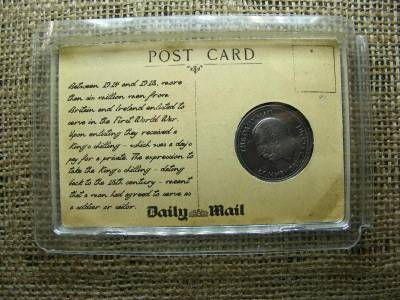 POST CARD
Between 1914 and 1918, more
than six million men from
Britain and Ireland enlisted to
serve in the First World War.
Upon enlisting they received a
King's shilling - which was a day's
pay for a private. The expression to
take the King's shilling - dating
back to the 18th century - meant
that a man had agreed to serve as
a soldier or sailor.
Daily Mail